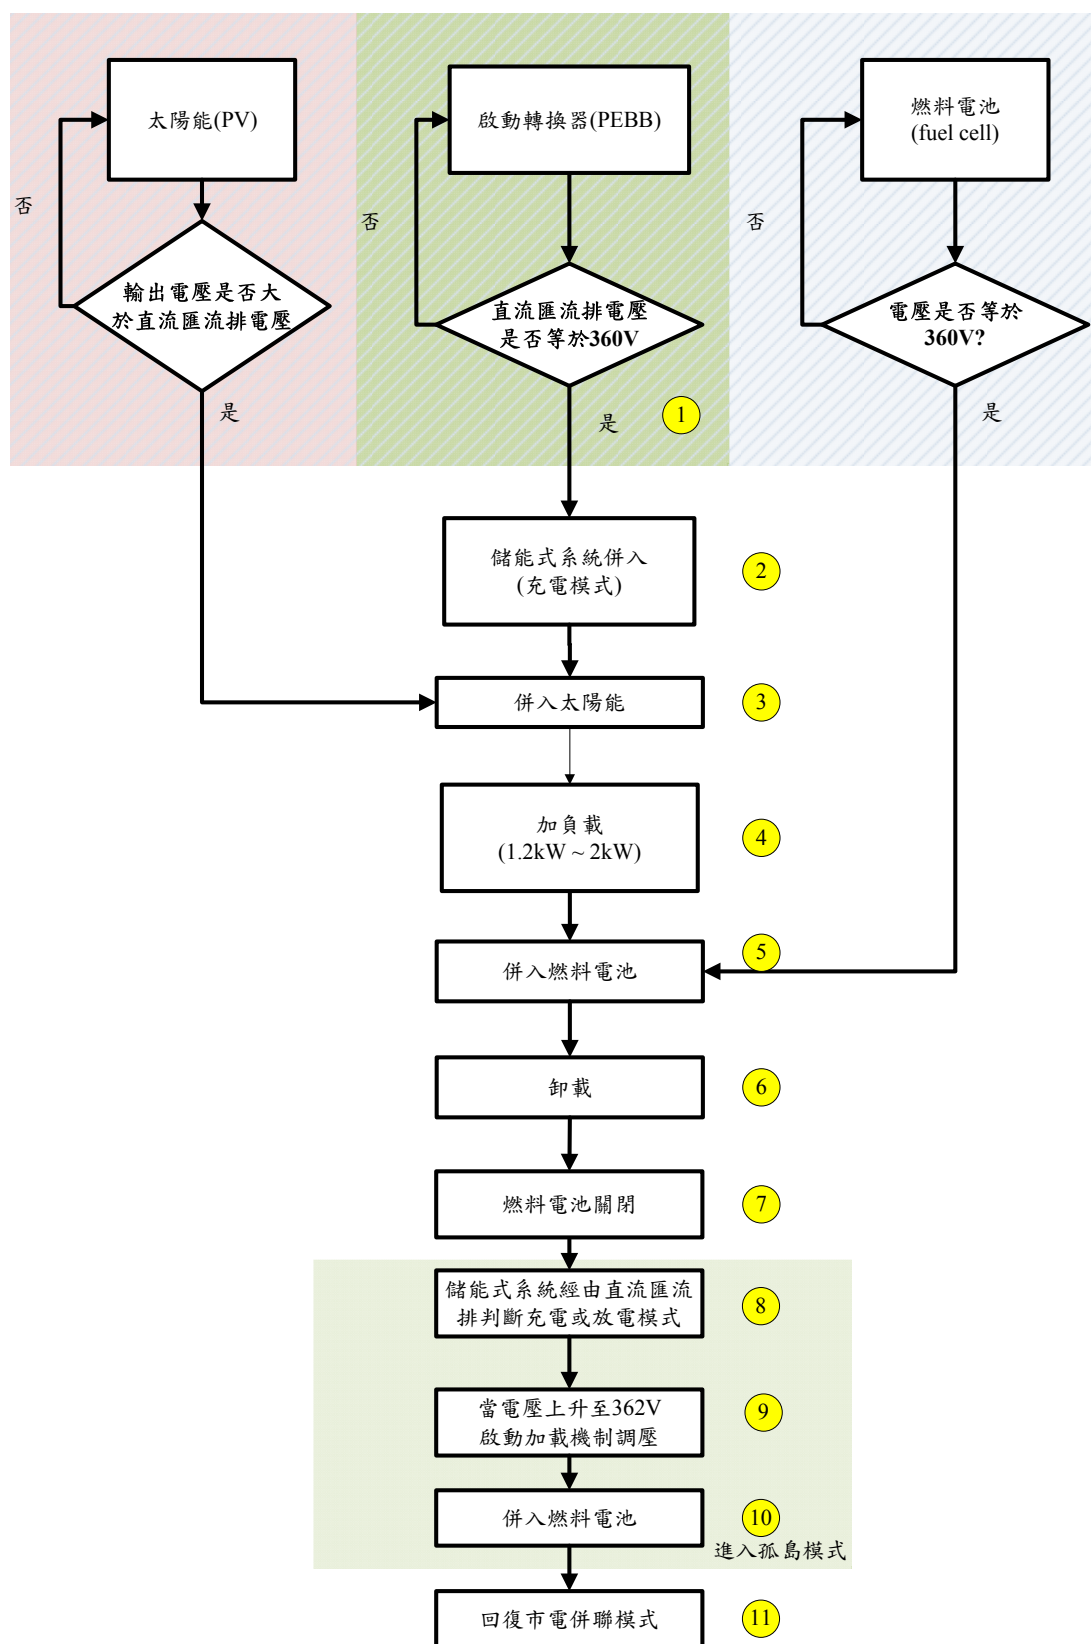 太陽能(PV)
啟動轉換器(PEBB)
燃料電池
(fuel cell)
否
否
否
輸出電壓是否大
於直流匯流排電壓
直流匯流排電壓
是否等於360V
電壓是否等於
360V?
是
是
1
是
儲能式系統併入
(充電模式)
2
併入太陽能
3
加負載
(1.2kW ~ 2kW)
4
併入燃料電池
5
卸載
6
燃料電池關閉
7
儲能式系統經由直流匯流
排判斷充電或放電模式
8
當電壓上升至362V
啟動加載機制調壓
9
併入燃料電池
10
進入孤島模式
回復市電併聯模式
11